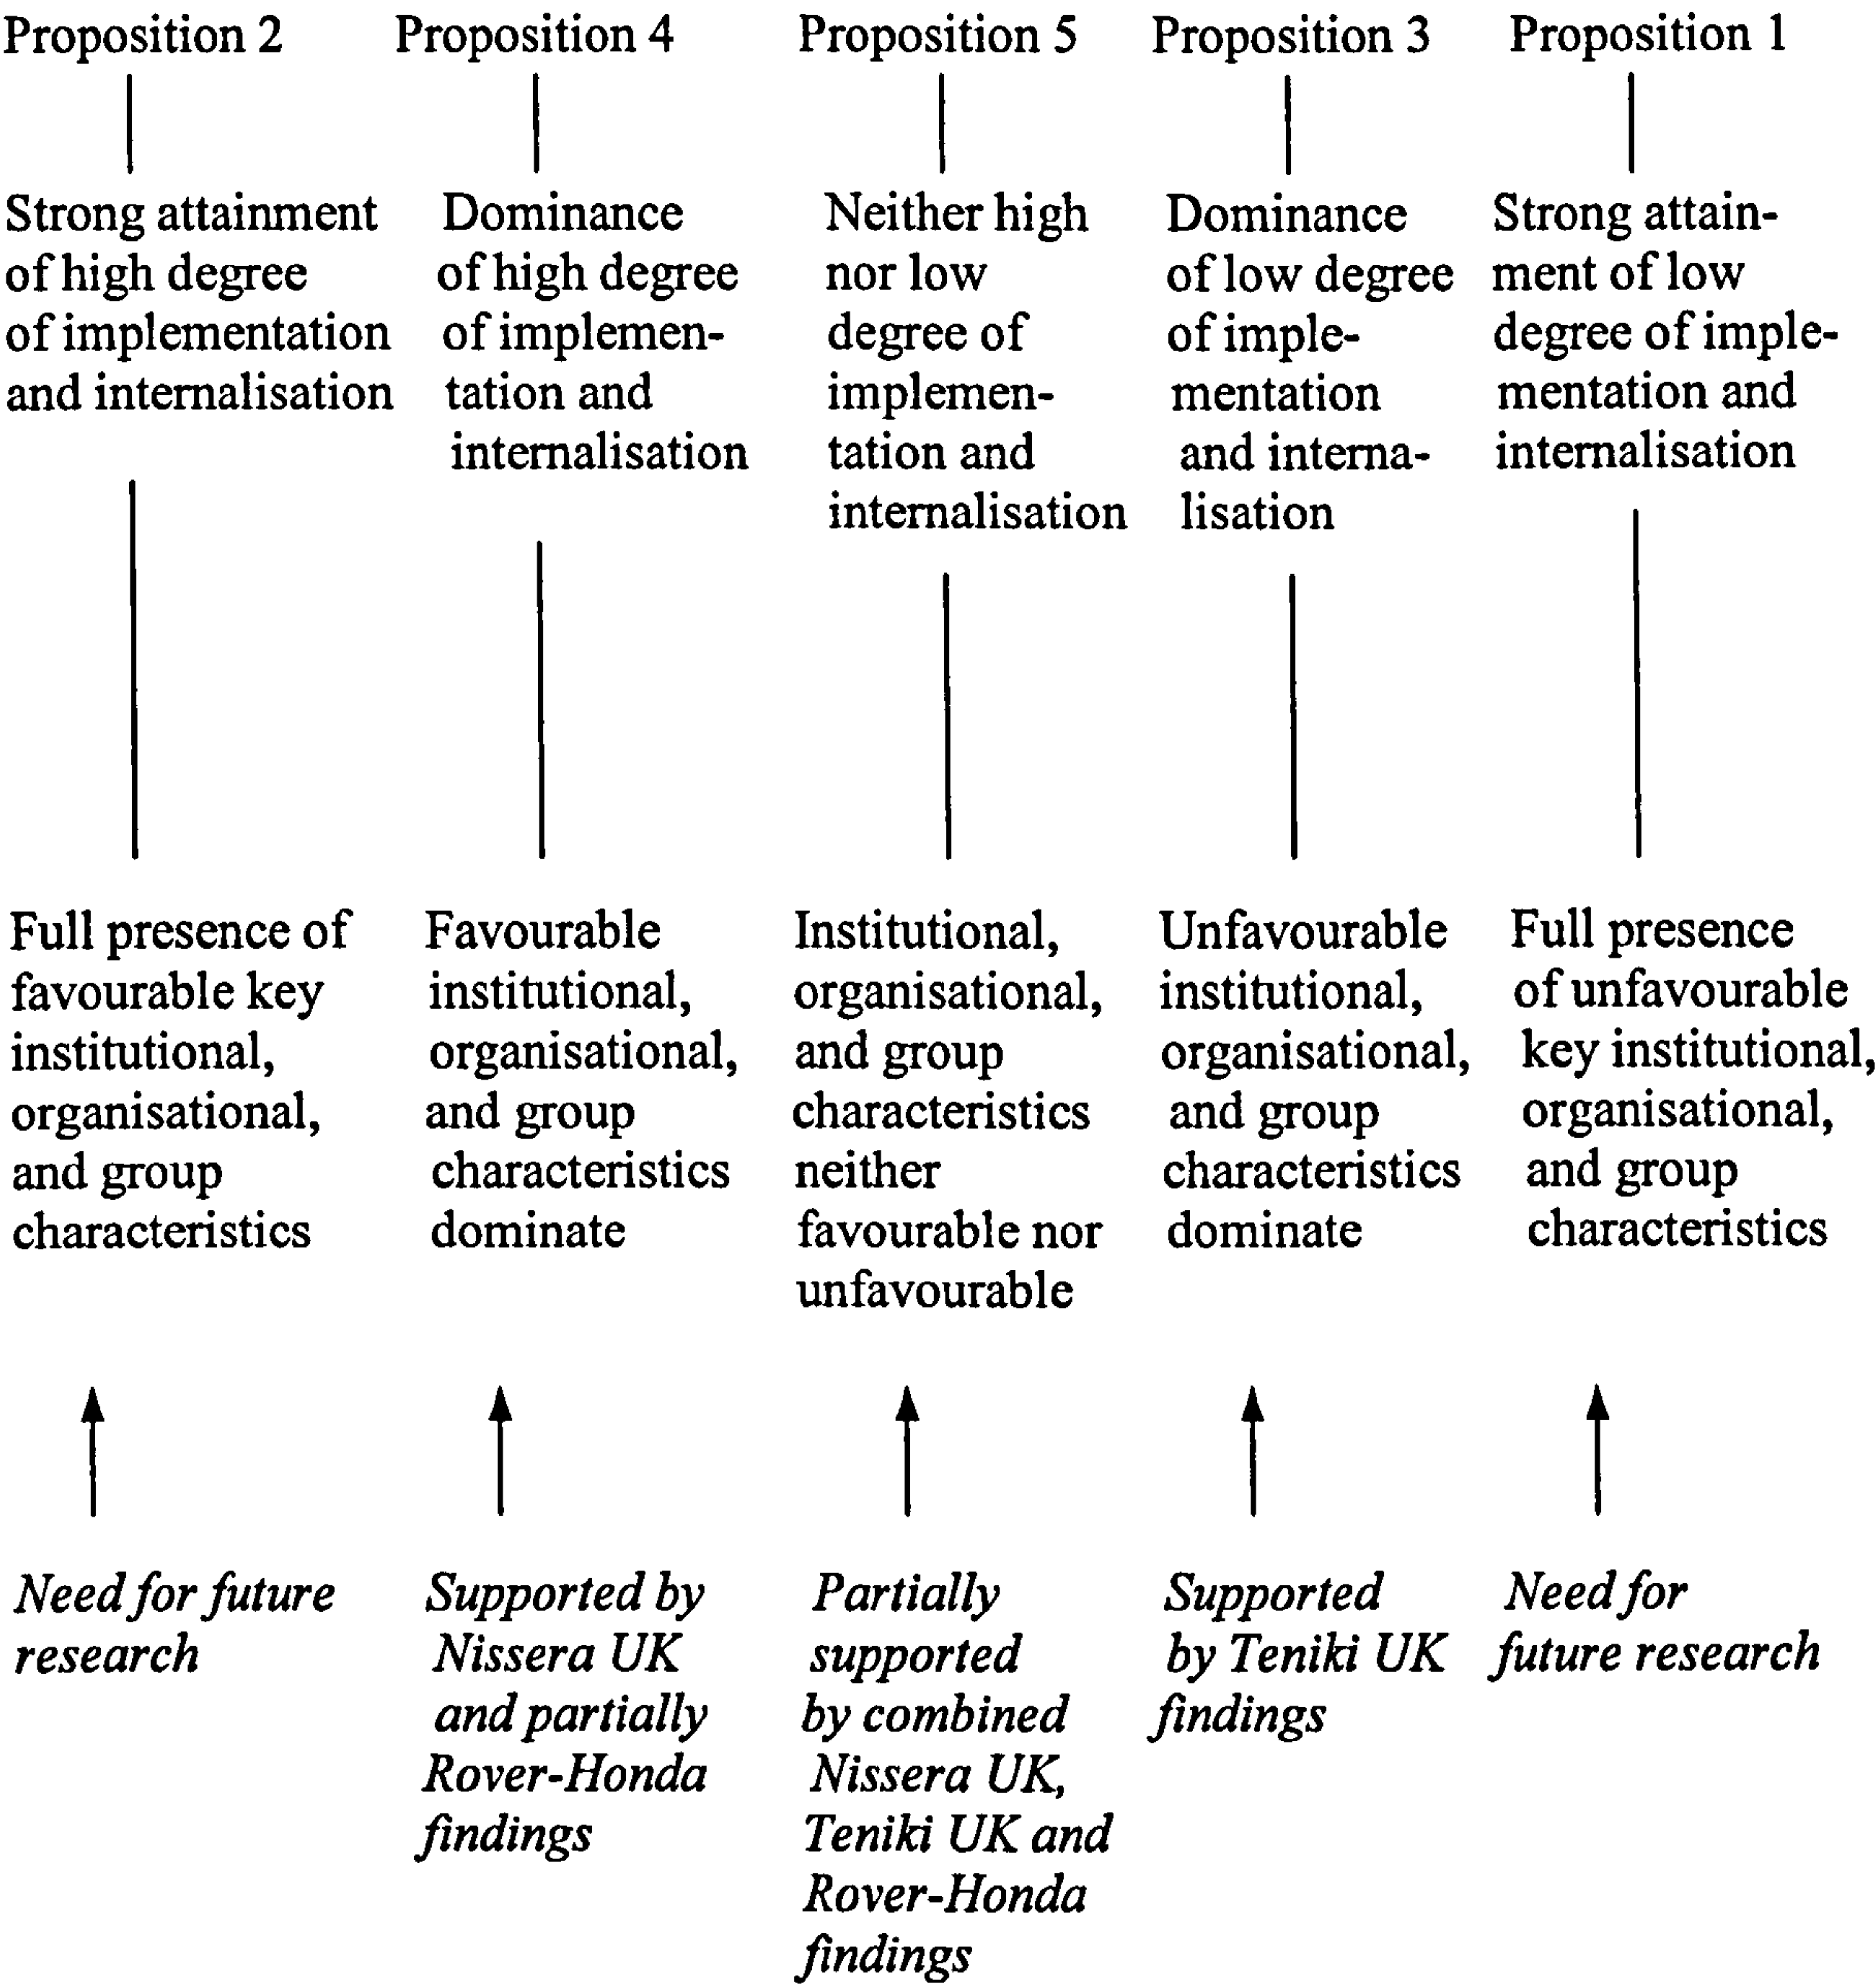 Proposition 2
Proposition 4
Proposition 5
Proposition 3
Proposition 1
Strong attainment
of high degree
of implementation
and internalisation
Dominance
of high degree
of implemen-
tation and
internalisation
Neither high
nor low
degree of
implemen-
tation and
internalisation
Dominance
of low degree
of imple-
mentation
and interna-
lisation
Strong attain-
ment of low
degree of imple-
mentation and
internalisation
Full presence of
favourable key
institutional,
organisational,
and group
characteristics
Favourable
institutional,
organisational,
and group
characteristics
dominate
Institutional,
organisational,
and group
characteristics
neither
favourable nor
unfavourable
Unfavourable
institutional,
organisational,
and group
characteristics
dominate
Full presence
of unfavourable
key institutional,
organisational,
and group
characteristics
Need for future
research
Supported by
Nissera UK
and partially
Rover-Honda
findings
Partially
supported
by combined
Nissera UK,
Teniki UK and
Rover-Honda
findings
Supported
by Teniki UK
findings
Need for
future research